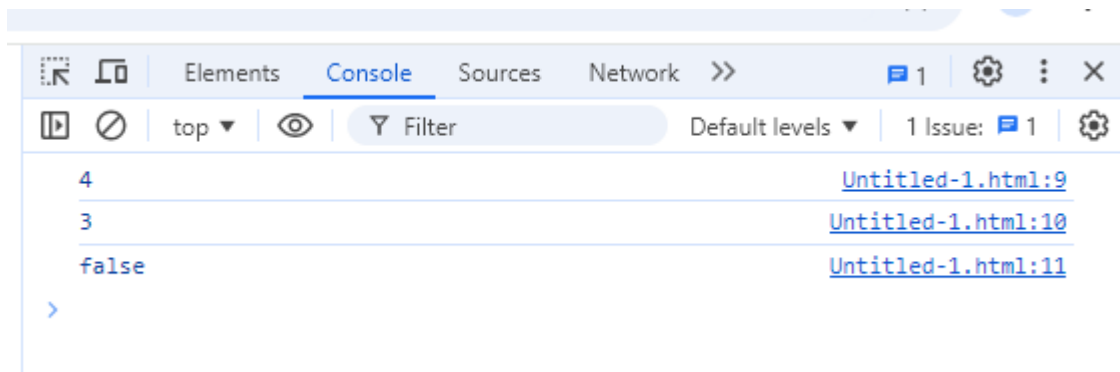 Elements Console Sources Network >> 1
top Filter Default levels 1 Issue: 1
4 Untitled-1.html:9
3 Untitled-1.html:10
false Untitled-1.html:11
>